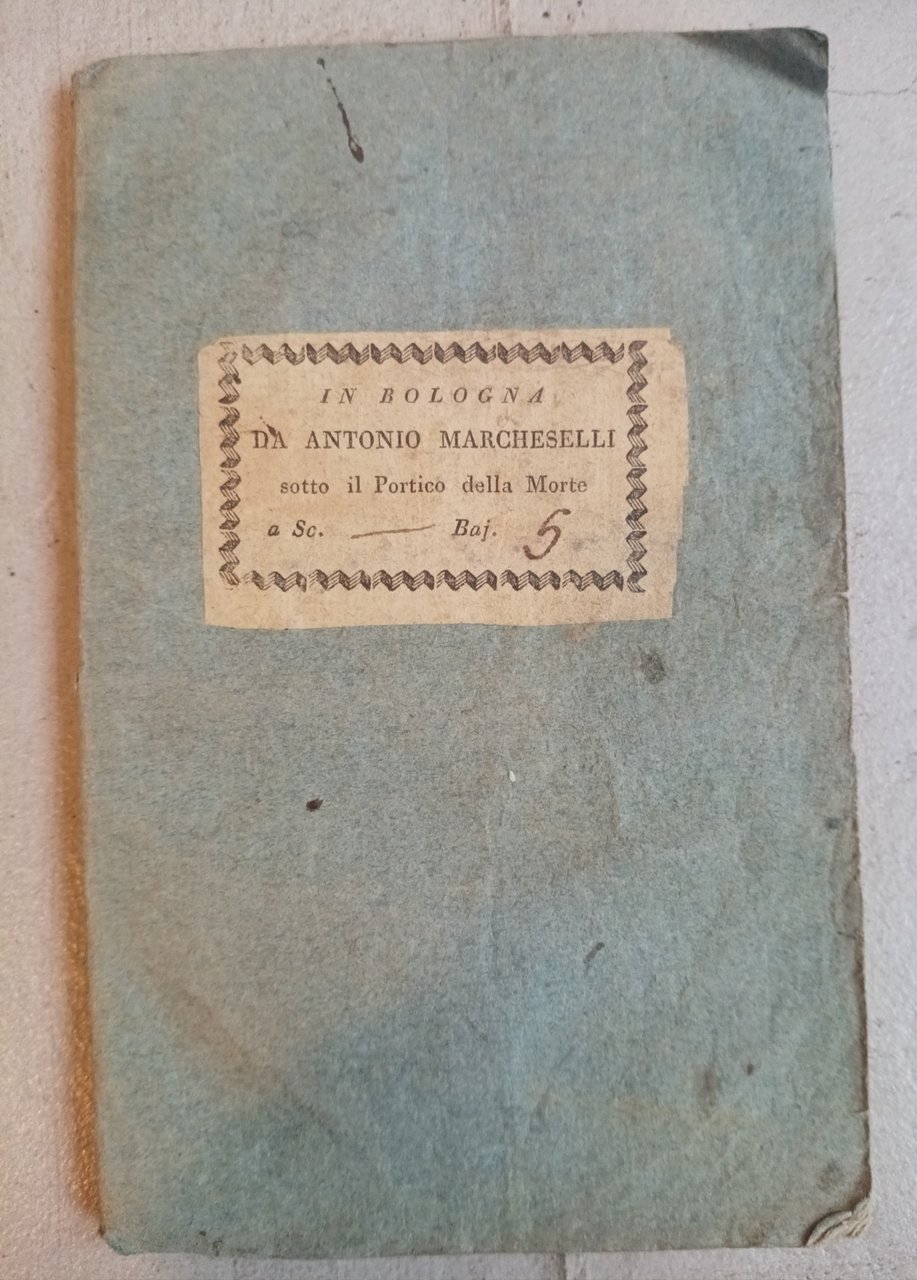 IN BOLOGNA
DA ANTONIO MARCHESELLI
sotto il Portico della Morte
a Sc. — Baj. 5